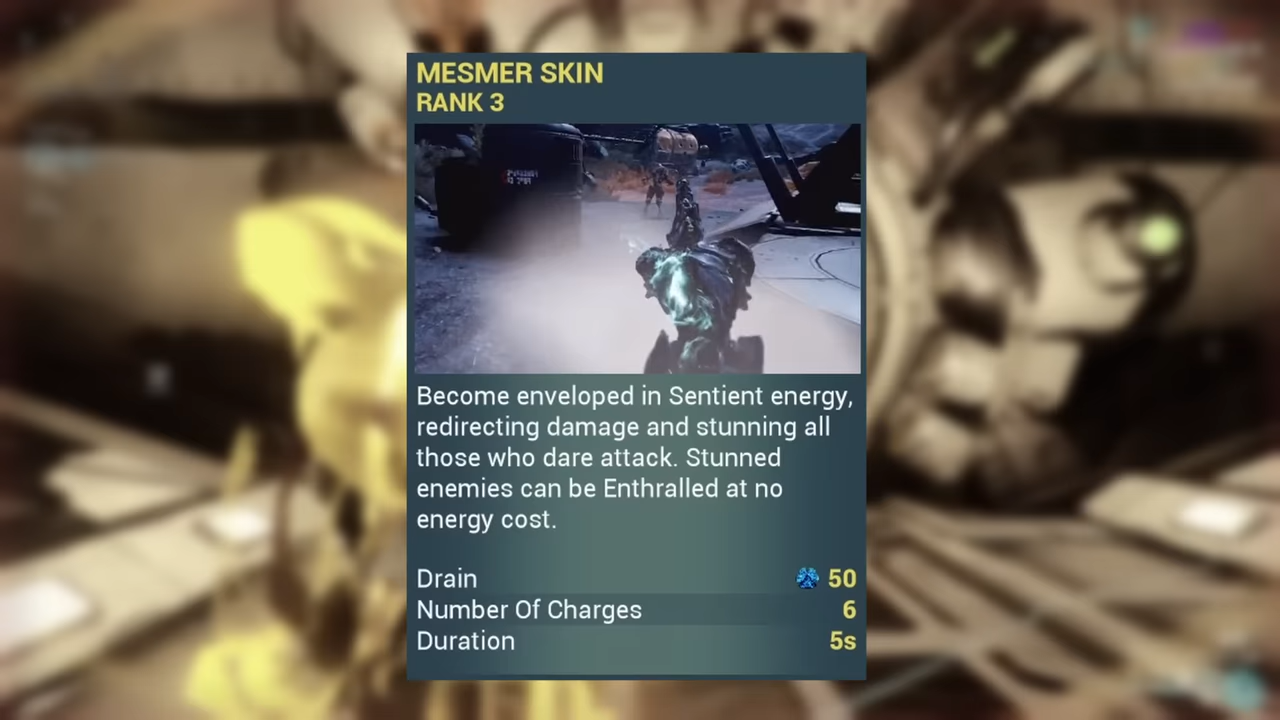 MESMER SKIN
RANK 3
Become enveloped in Sentient energy,
redirecting damage and stunning all
those who dare attack. Stunned
enemies can be Enthralled at no
energy cost.
Drain 50
Number Of Charges 6
Duration 5s